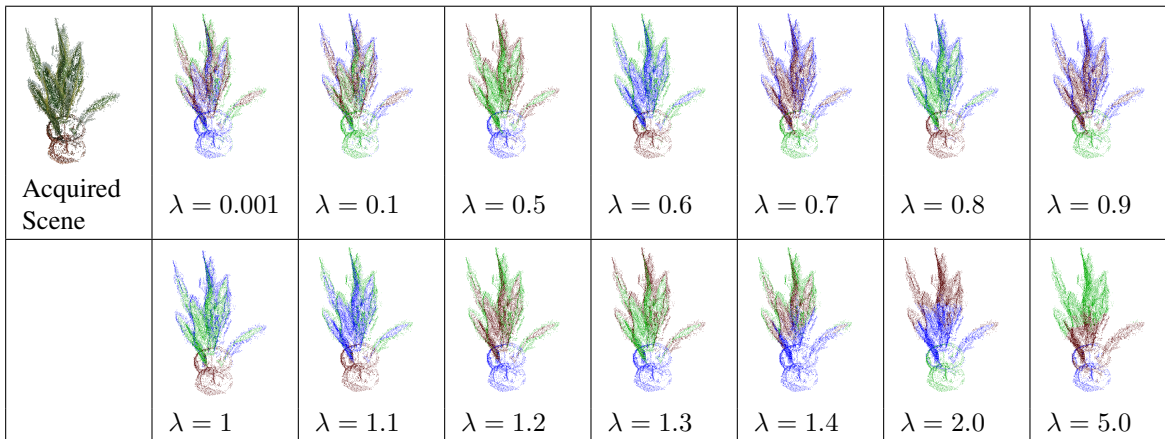 Acquired
Scene
λ = 0.001
λ = 0.1
λ = 0.5
λ = 0.6
λ = 0.7
λ = 0.8
λ = 0.9
λ = 1
λ = 1.1
λ = 1.2
λ = 1.3
λ = 1.4
λ = 2.0
λ = 5.0